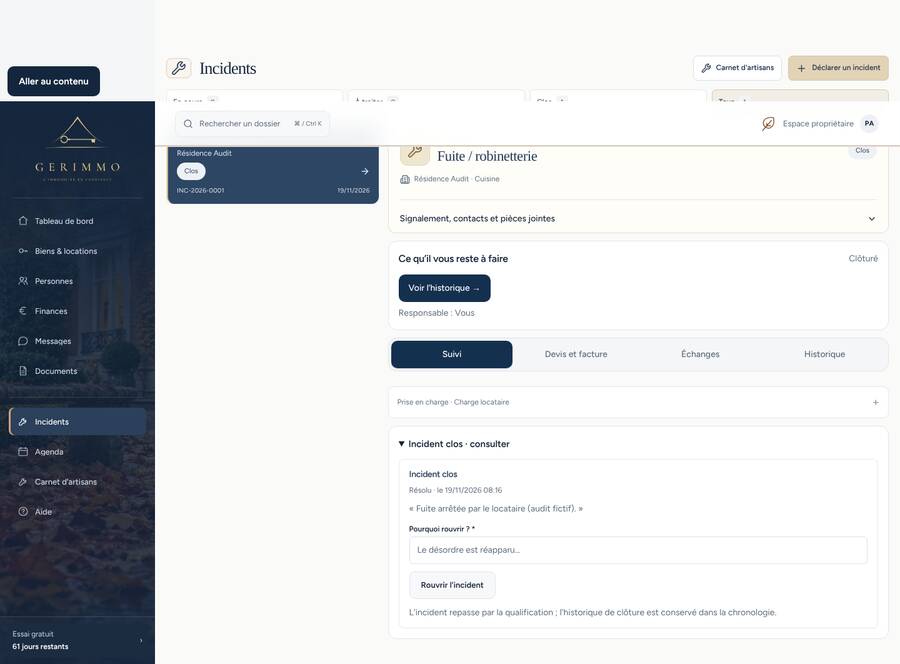 Aller au contenu
Incidents
Carnet d'artisans
+ Déclarer un incident
Rechercher un dossier
⌘ / Ctrl K
Espace propriétaire
PA
GERIMMO
Tableau de bord
Biens & locations
Personnes
Finances
Messages
Documents
Incidents
Agenda
Carnet d'artisans
Aide
Essai gratuit
61 jours restants
Résidence Audit
Clos
INC-2026-0001
19/11/2026
Fuite / robinetterie
Clos
Résidence Audit · Cuisine
Signalement, contacts et pièces jointes
Ce qu'il vous reste à faire
Clôturé
Voir l'historique →
Responsable : Vous
Suivi
Devis et facture
Échanges
Historique
Prise en charge · Charge locataire
+
▼ Incident clos · consulter
Incident clos
Résolu · le 19/11/2026 08:16
« Fuite arrêtée par le locataire (audit fictif). »
Pourquoi rouvrir ? *
Le désordre est réapparu...
Rouvrir l'incident
L'incident repasse par la qualification ; l'historique de clôture est conservé dans la chronologie.